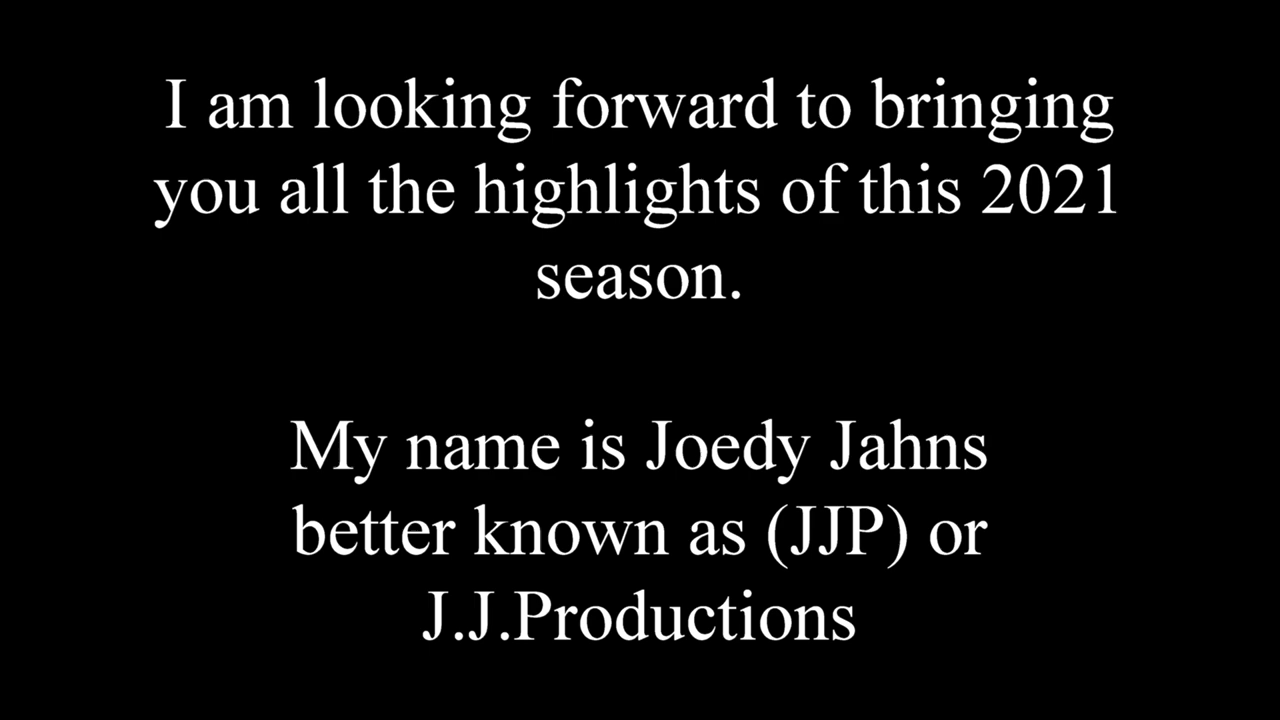 I am looking forward to bringing
you all the highlights of this 2021
season.
My name is Joedy Jahns
better known as (JJP) or
J.J.Productions